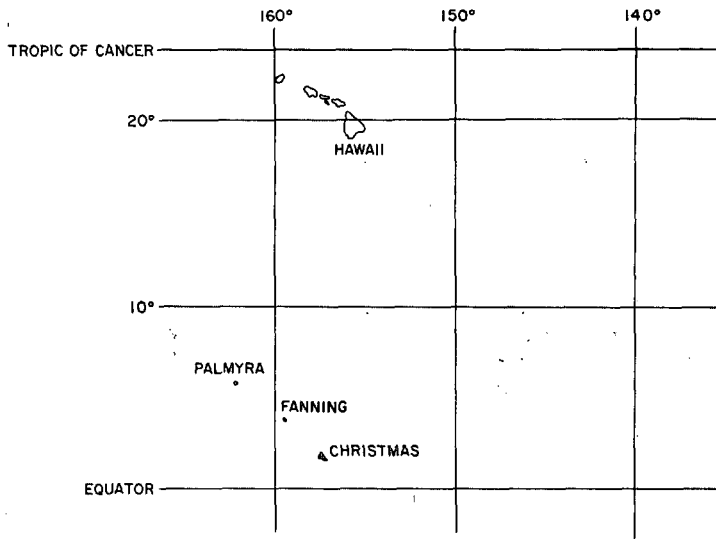 160° 150° 140°
TROPIC OF CANCER
20°
HAWAII
10°
PALMYRA
FANNING
CHRISTMAS
EQUATOR